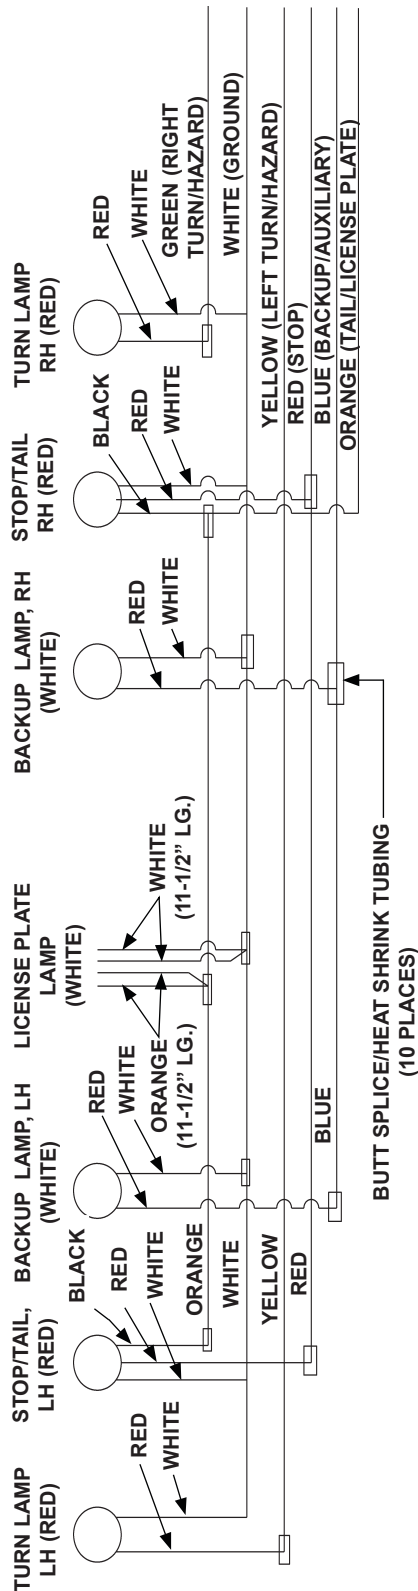 TURN LAMP
LH (RED)
RED
WHITE
STOP/TAIL,
LH (RED)
BLACK
RED
WHITE
ORANGE
WHITE
YELLOW
RED
BACKUP LAMP, LH
(WHITE)
RED
WHITE
BLUE
LICENSE PLATE
LAMP
(WHITE)
ORANGE
(11-1/2” LG.)
WHITE
(11-1/2” LG.)
BUTT SPLICE/HEAT SHRINK TUBING
(10 PLACES)
BACKUP LAMP, RH
(WHITE)
RED
WHITE
STOP/TAIL
RH (RED)
BLACK
RED
WHITE
TURN LAMP
RH (RED)
RED
WHITE
GREEN (RIGHT
TURN/HAZARD)
WHITE (GROUND)
YELLOW (LEFT TURN/HAZARD)
RED (STOP)
BLUE (BACKUP/AUXILIARY)
ORANGE (TAIL/LICENSE PLATE)